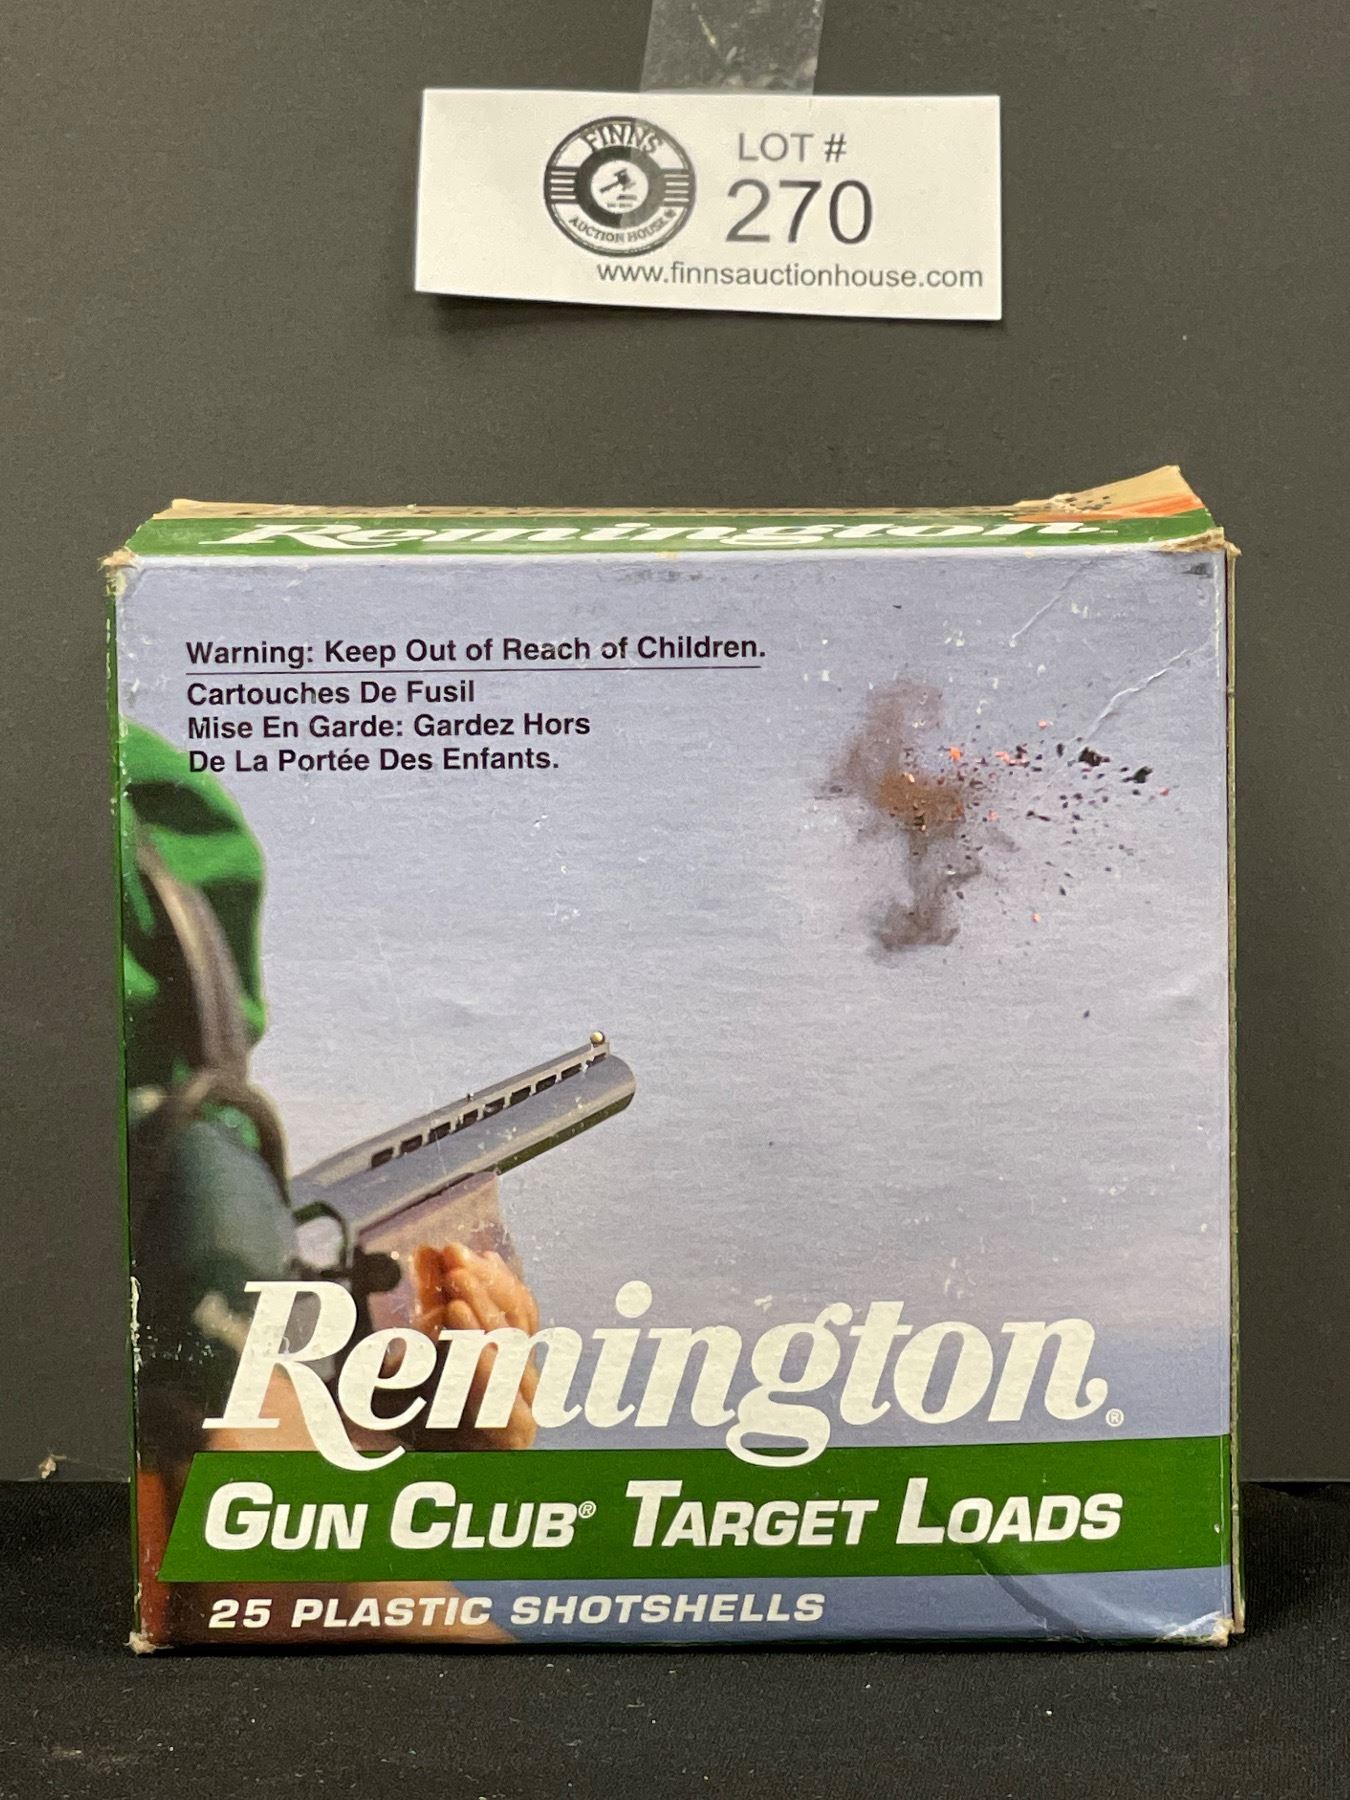 FINNS
AUCTION HOUSE
LOT #
270
www.finnsauctionhouse.com
Remington
Warning: Keep Out of Reach of Children.
Cartouches De Fusil
Mise En Garde: Gardez Hors
De La Portée Des Enfants.
Remington®
GUN CLUB® TARGET LOADS
25 PLASTIC SHOTSHELLS